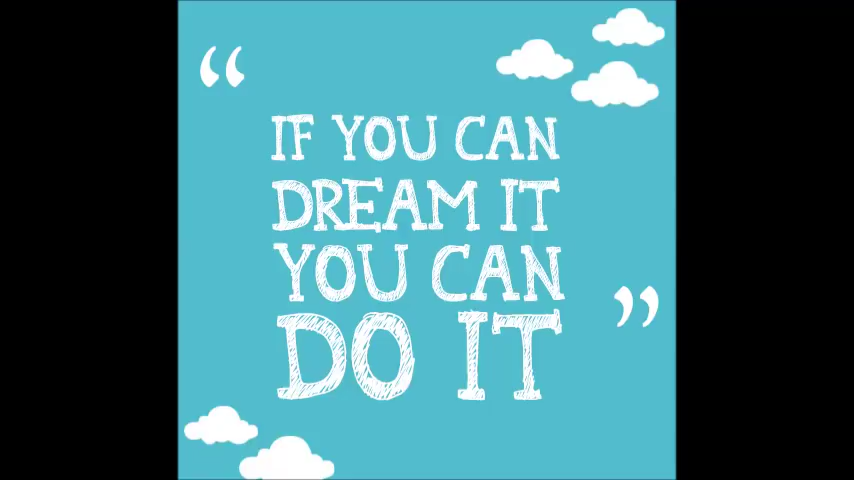 “
IF YOU CAN
DREAM IT
YOU CAN
DO IT
”